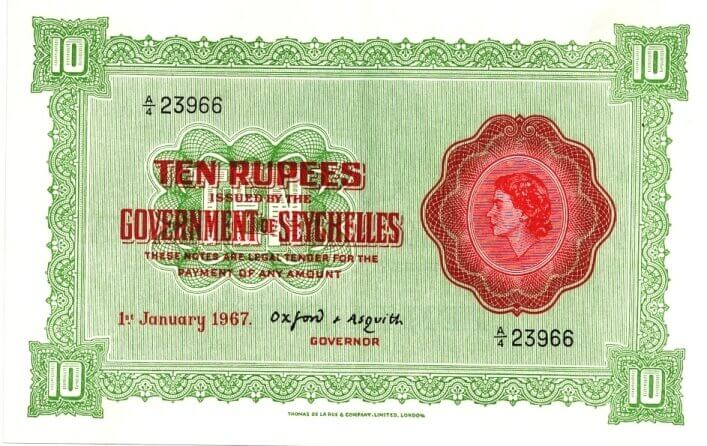 10 10
A/4 23966
TEN RUPEES
ISSUED BY THE
GOVERNMENT OF SEYCHELLES
THESE NOTES ARE LEGAL TENDER FOR THE
PAYMENT OF ANY AMOUNT
1st January 1967. Oxford & Asquith
GOVERNOR
A/4 23966
10 10
THOMAS DE LA RUE & COMPANY, LIMITED, LONDON